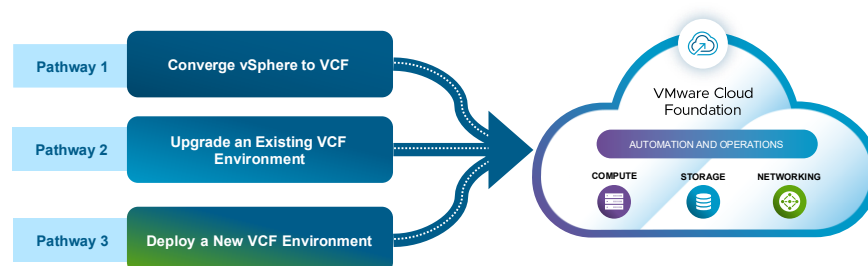 Pathway 1
Converge vSphere to VCF
Pathway 2
Upgrade an Existing VCF
Environment
Pathway 3
Deploy a New VCF Environment
VMware Cloud
Foundation
AUTOMATION AND OPERATIONS
COMPUTE
STORAGE
NETWORKING